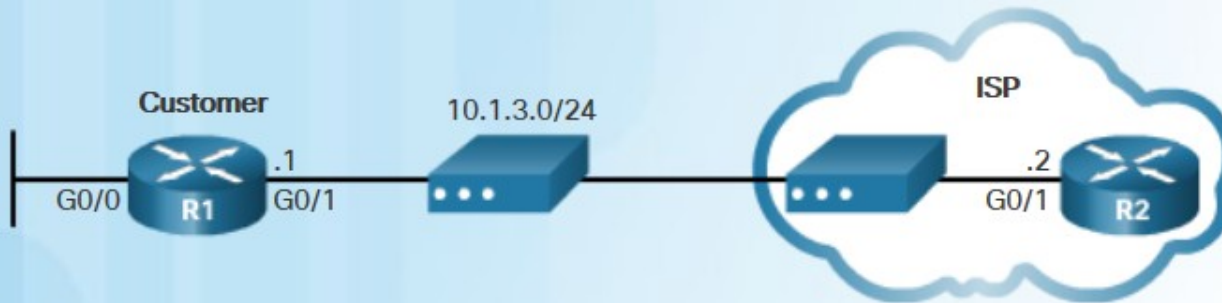 Customer
10.1.3.0/24
ISP
.1
.2
G0/0
R1
G0/1
G0/1
R2